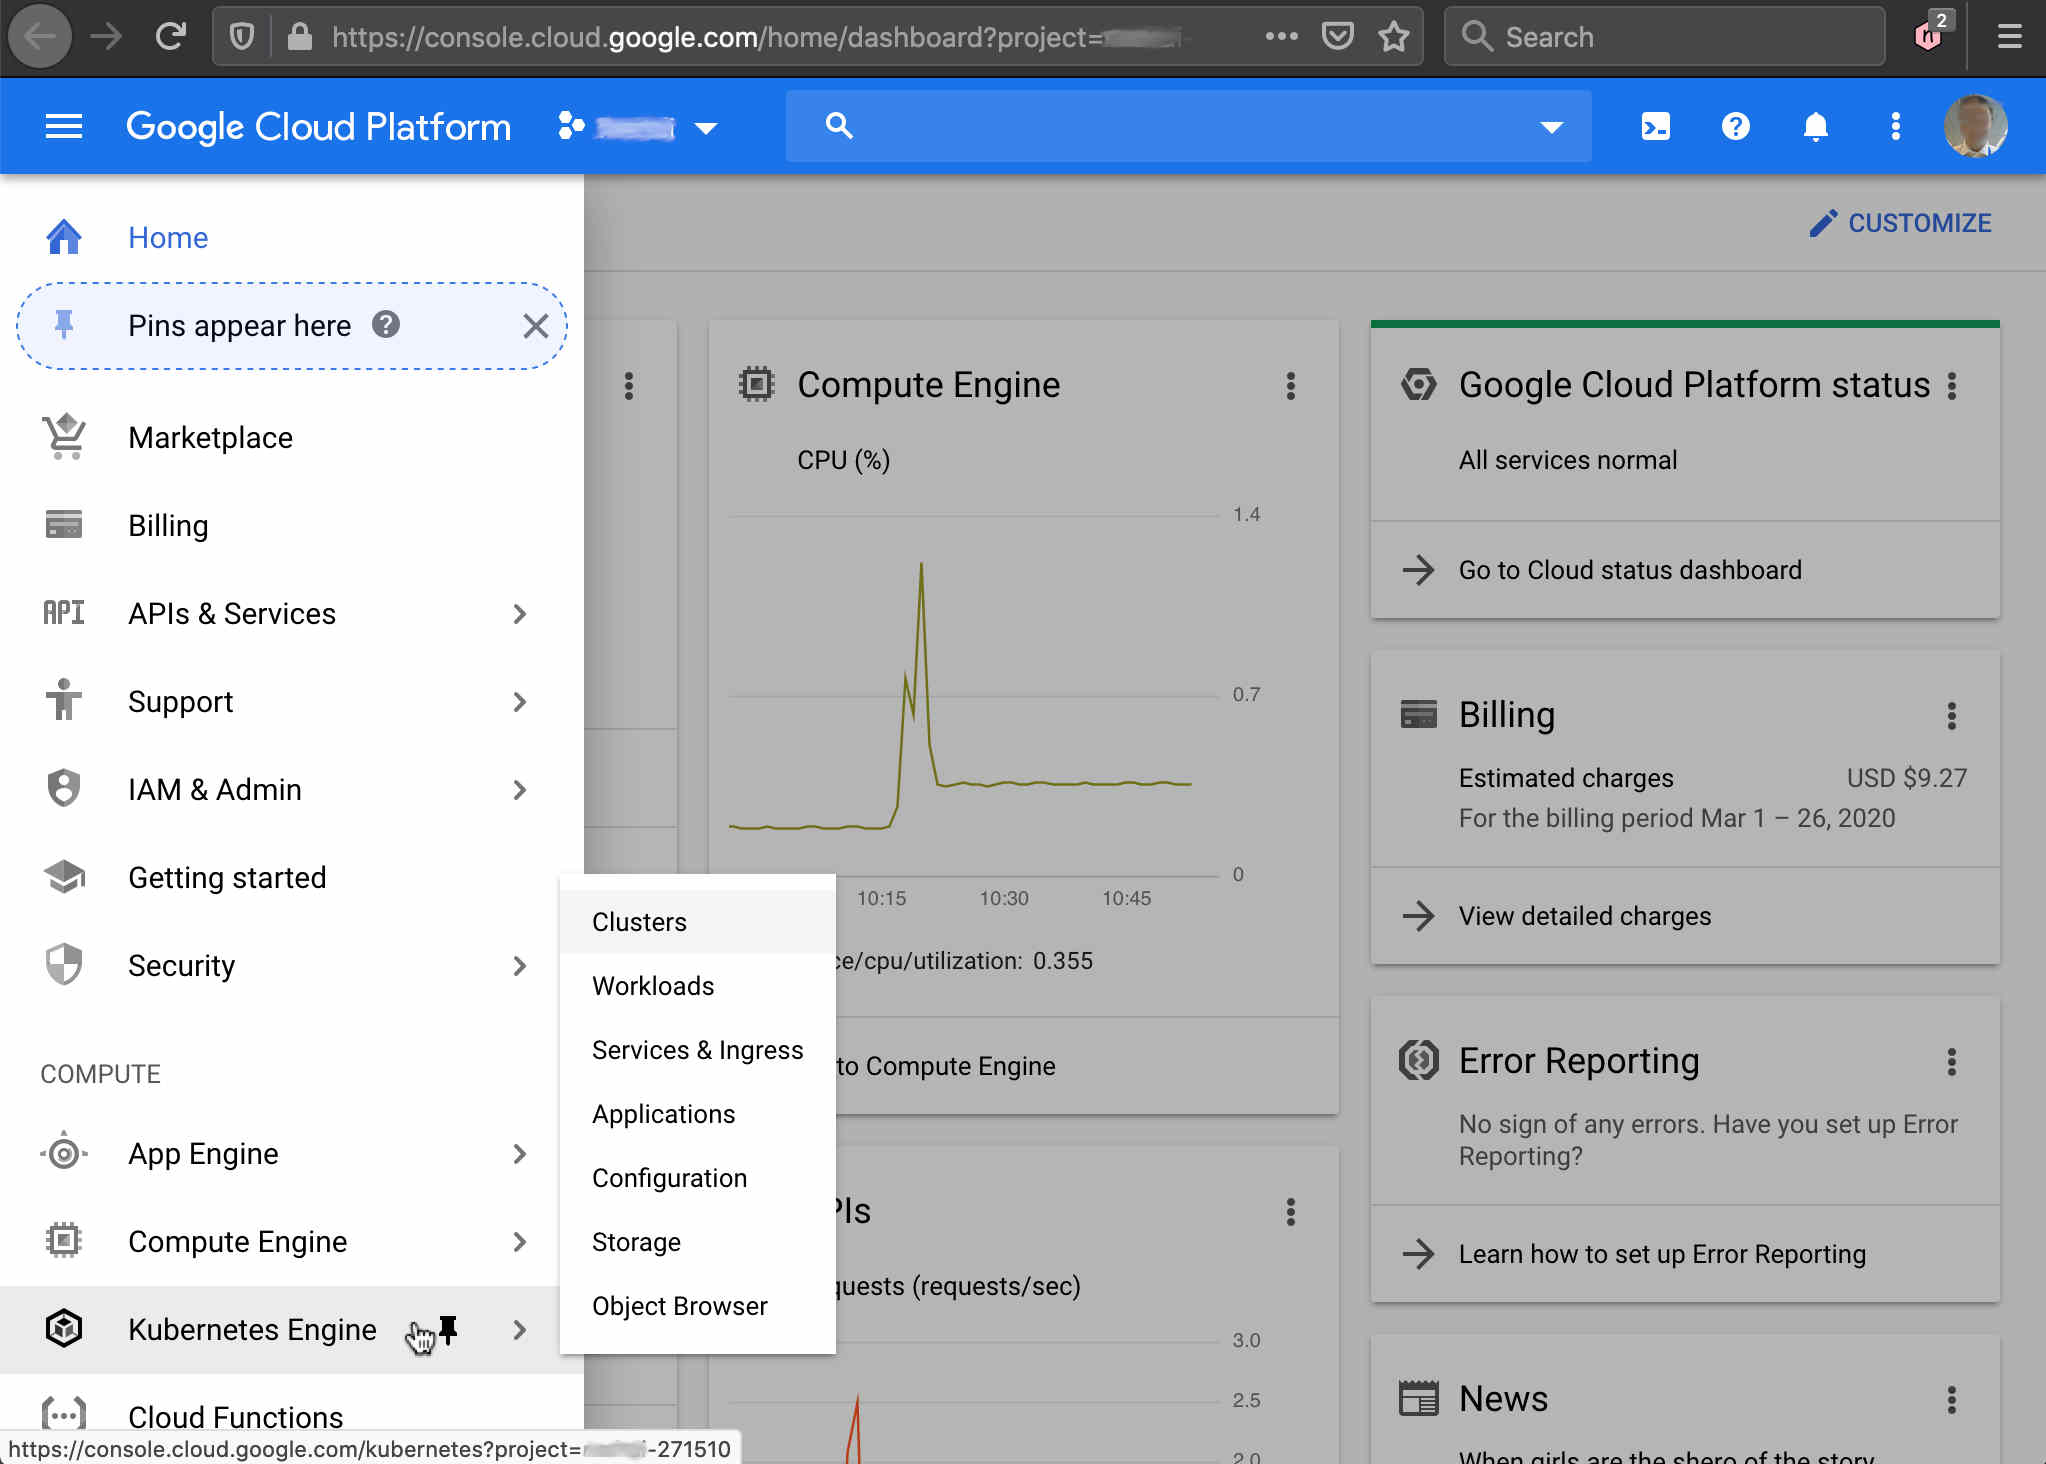 https://console.cloud.google.com/home/dashboard?project=
Search
2
Google Cloud Platform
Home
CUSTOMIZE
Pins appear here
Marketplace
Billing
API
APIs & Services
Support
IAM & Admin
Getting started
Security
COMPUTE
App Engine
Compute Engine
Kubernetes Engine
Cloud Functions
Clusters
Workloads
Services & Ingress
Applications
Configuration
Storage
Object Browser
Compute Engine
CPU (%)
1.4
0.7
0
10:15 10:30 10:45
ce/cpu/utilization: 0.355
to Compute Engine
PIs
quests (requests/sec)
3.0
2.5
2.0
Google Cloud Platform status
All services normal
Go to Cloud status dashboard
Billing
Estimated charges USD $9.27
For the billing period Mar 1 – 26, 2020
View detailed charges
Error Reporting
No sign of any errors. Have you set up Error
Reporting?
Learn how to set up Error Reporting
News
When girls are the shero of the story
https://console.cloud.google.com/kubernetes?project= -271510